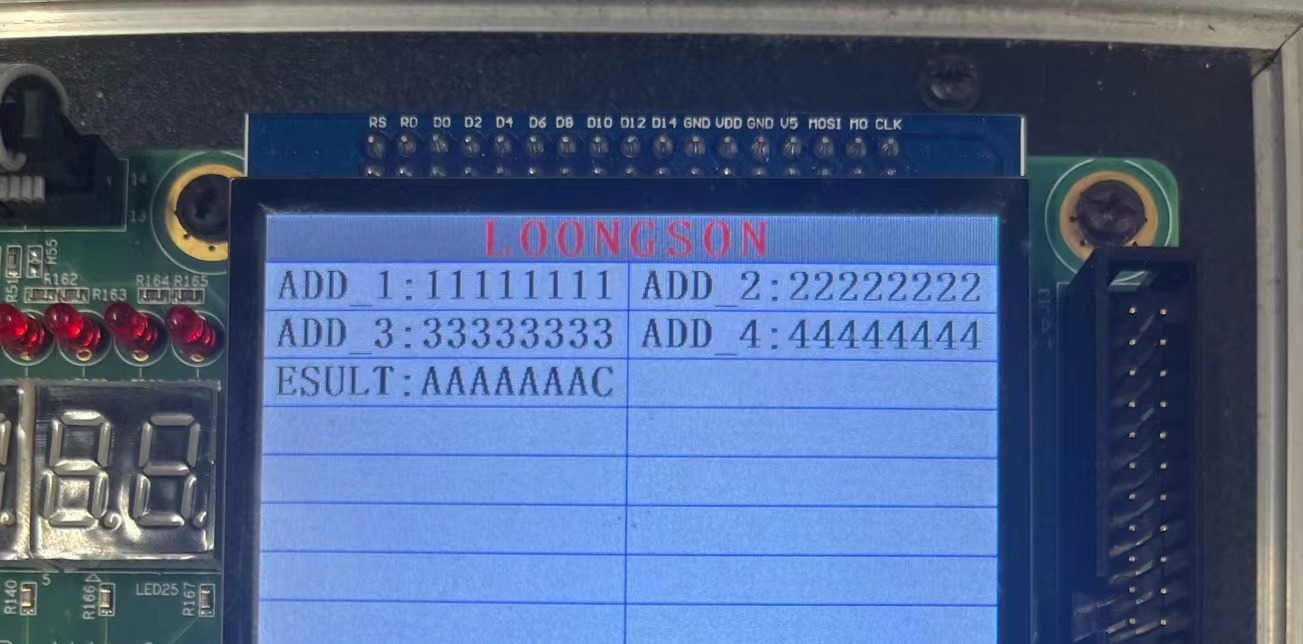 RS RD D0 D2 D4 D6 D8 D10 D12 D14 GND VDD GND V5 MOSI MO CLK
14
13
LOONGSON
ADD_1:11111111 ADD_2:22222222
ADD_3:33333333 ADD_4:44444444
ESULT:AAAAAAAC
R162
R163
R164 R165
R140
5
R166
LED25
R167